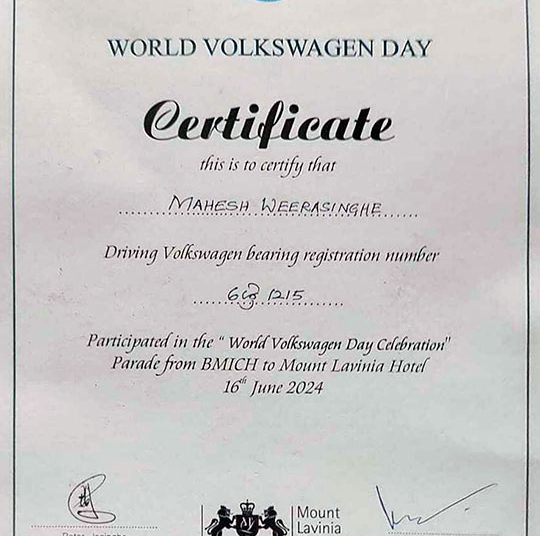 WORLD VOLKSWAGEN DAY
Certificate
this is to certify that
MAHESH WEERASINGHE
Driving Volkswagen bearing registration number
6 ශ්‍රී 1215
Participated in the “ World Volkswagen Day Celebration"
Parade from BMICH to Mount Lavinia Hotel
16th June 2024
Mount
Lavinia